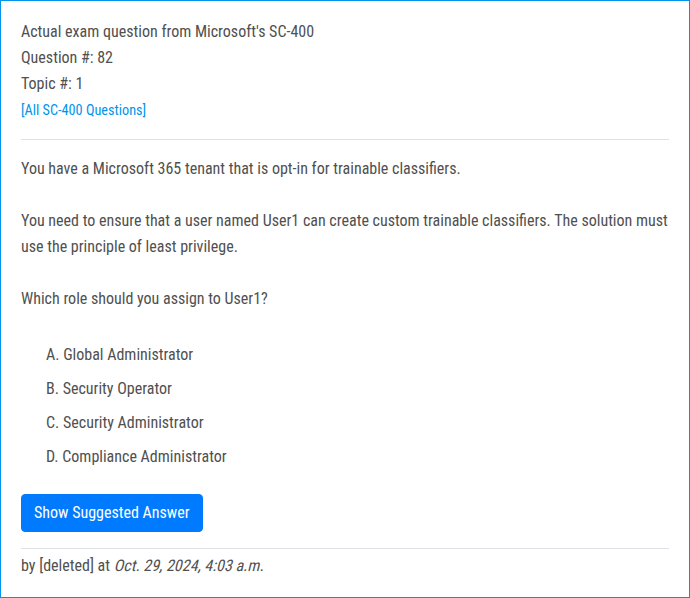 Actual exam question from Microsoft's SC-400
Question #: 82
Topic #: 1
[All SC-400 Questions]
You have a Microsoft 365 tenant that is opt-in for trainable classifiers.
You need to ensure that a user named User1 can create custom trainable classifiers. The solution must
use the principle of least privilege.
Which role should you assign to User1?
A. Global Administrator
B. Security Operator
C. Security Administrator
D. Compliance Administrator
Show Suggested Answer
by [deleted] at Oct. 29, 2024, 4:03 a.m.